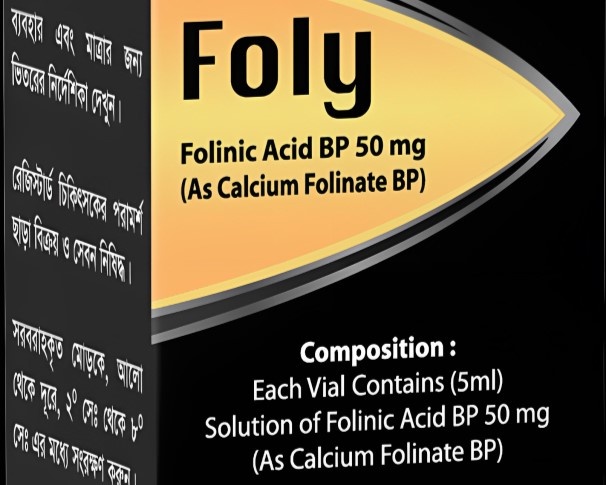 ব্যবহার এবং মাত্রার জন্য
ভিতরের নির্দেশিকা দেখুন।
রেজিস্টার্ড চিকিৎসকের পরামর্শ
ছাড়া বিক্রয় ও সেবন নিষিদ্ধ।
সরবরাহকৃত মোড়কে, আলো
থেকে দূরে, ২° সেঃ থেকে ৮°
সেঃ এর মধ্যে সংরক্ষণ করুন।
Foly
Folinic Acid BP 50 mg
(As Calcium Folinate BP)
Composition :
Each Vial Contains (5ml)
Solution of Folinic Acid BP 50 mg
(As Calcium Folinate BP)